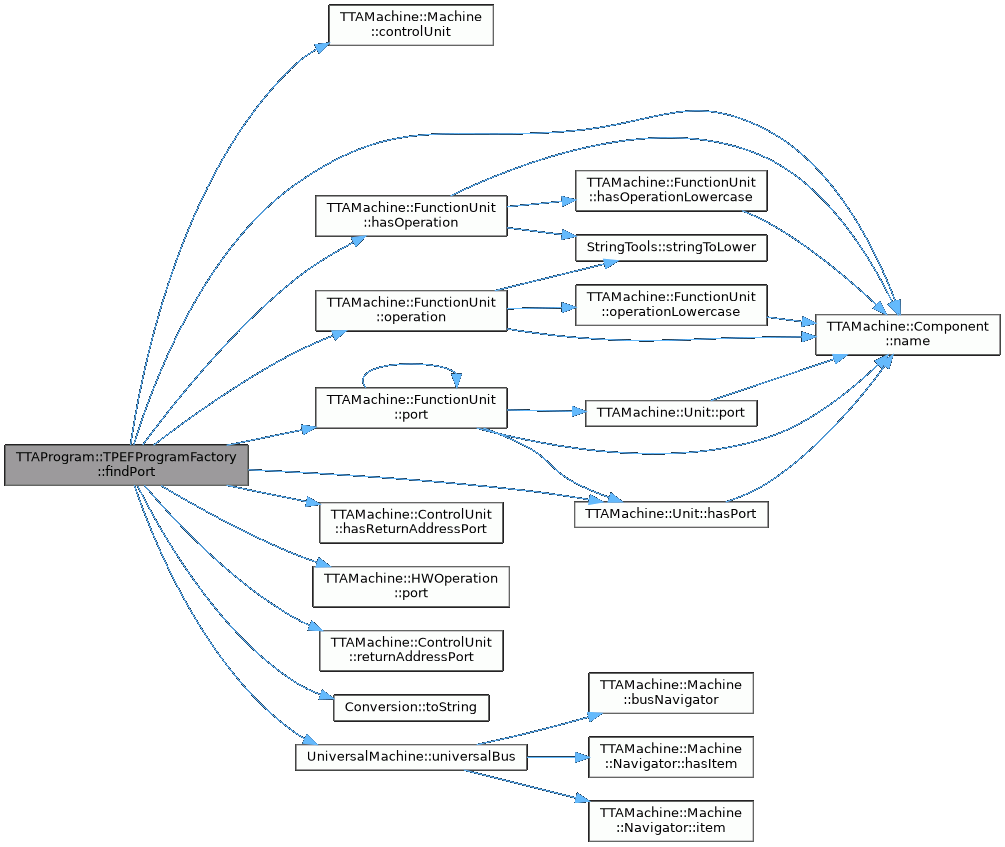 TTAMachine::Machine
::controlUnit
TTAMachine::FunctionUnit
::hasOperationLowercase
TTAMachine::FunctionUnit
::hasOperation
StringTools::stringToLower
TTAMachine::FunctionUnit
::operation
TTAMachine::FunctionUnit
::operationLowercase
TTAMachine::Component
::name
TTAMachine::FunctionUnit
::port
TTAMachine::Unit::port
TTAProgram::TPEFProgramFactory
::findPort
TTAMachine::Unit::hasPort
TTAMachine::ControlUnit
::hasReturnAddressPort
TTAMachine::HWOperation
::port
TTAMachine::ControlUnit
::returnAddressPort
Conversion::toString
TTAMachine::Machine
::busNavigator
UniversalMachine::universalBus
TTAMachine::Machine
::Navigator::hasItem
TTAMachine::Machine
::Navigator::item